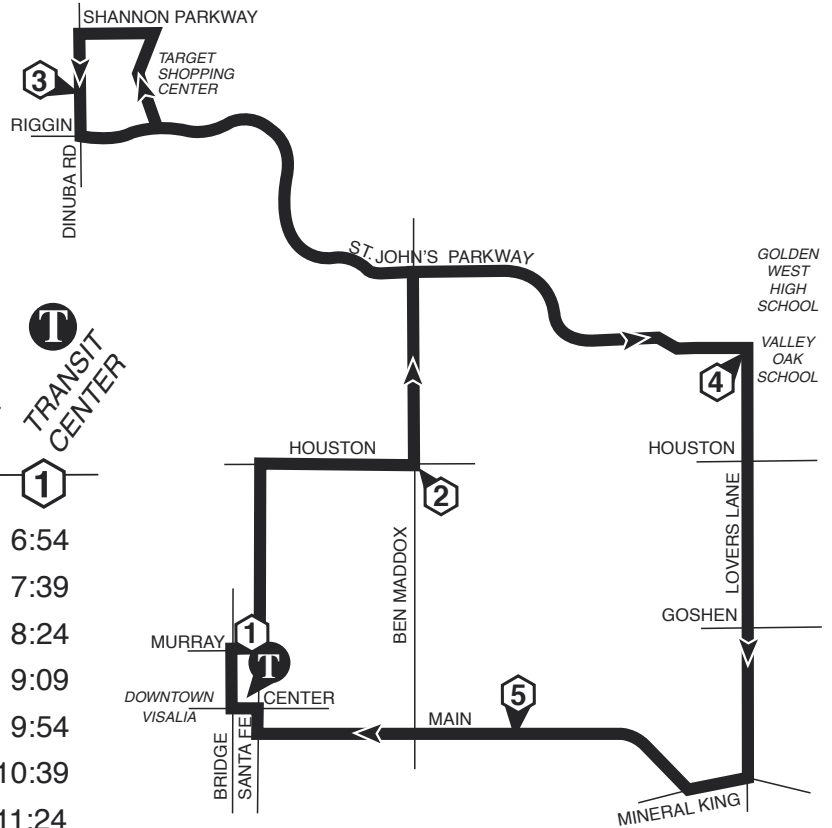 SHANNON PARKWAY
TARGET
SHOPPING
CENTER
3
RIGGIN
DINUBA RD
ST. JOHN'S PARKWAY
GOLDEN
WEST
HIGH
SCHOOL
VALLEY
OAK
SCHOOL
4
T
TRANSIT
CENTER
1
6:54
7:39
8:24
9:09
9:54
10:39
11:24
HOUSTON
2
HOUSTON
LOVERS LANE
BEN MADDOX
GOSHEN
MURRAY
1
T
DOWNTOWN
VISALIA
CENTER
BRIDGE
SANTA FE
5
MAIN
MINERAL KING